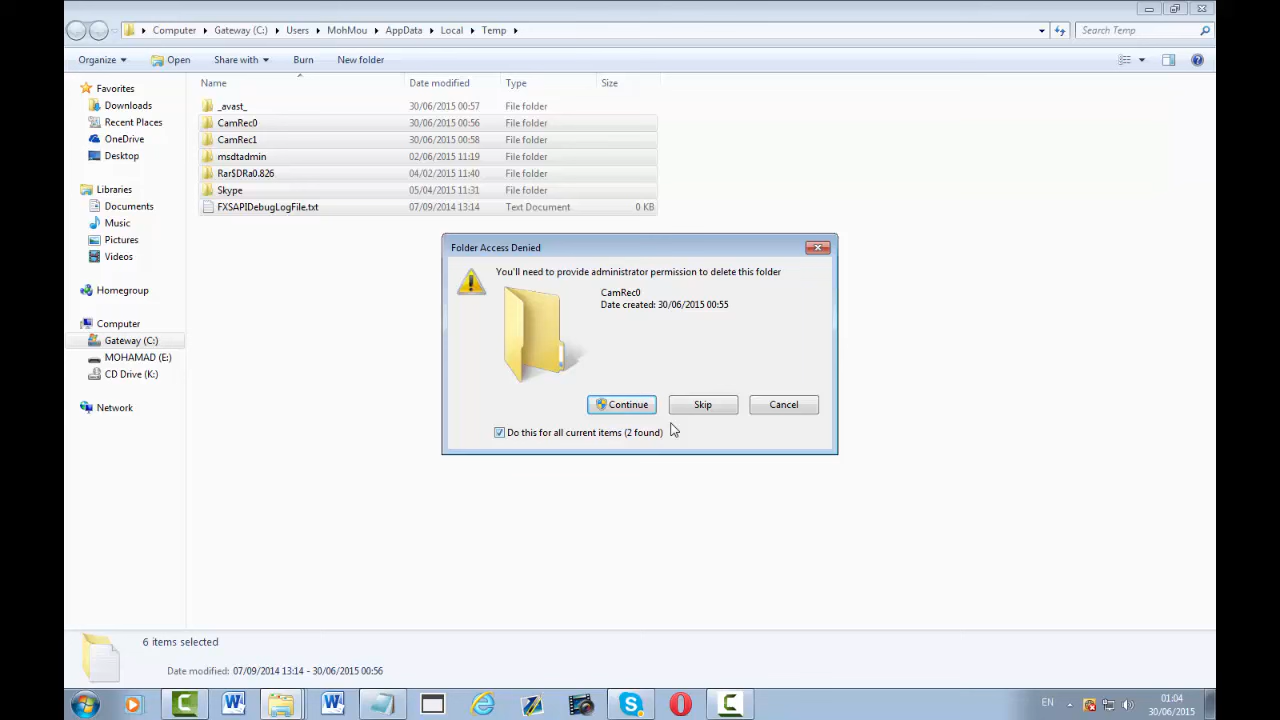 Computer Gateway (C:) Users MohMou AppData Local Temp Search Temp
Organize Open Share with Burn New folder
Name Date modified Type Size
_avast_ 30/06/2015 00:57 File folder
CamRec0 30/06/2015 00:56 File folder
CamRec1 30/06/2015 00:58 File folder
msdtadmin 02/06/2015 11:19 File folder
Rar$DRa0.826 04/02/2015 11:40 File folder
Skype 05/04/2015 11:31 File folder
FXSAPIDebugLogFile.txt 07/09/2014 13:14 Text Document 0 KB
Favorites
Downloads
Recent Places
OneDrive
Desktop
Libraries
Documents
Music
Pictures
Videos
Homegroup
Computer
Gateway (C:)
MOHAMAD (E:)
CD Drive (K:)
Network
Folder Access Denied
You'll need to provide administrator permission to delete this folder
CamRec0
Date created: 30/06/2015 00:55
Continue Skip Cancel
Do this for all current items (2 found)
6 items selected
Date modified: 07/09/2014 13:14 - 30/06/2015 00:56
EN 01:04
30/06/2015